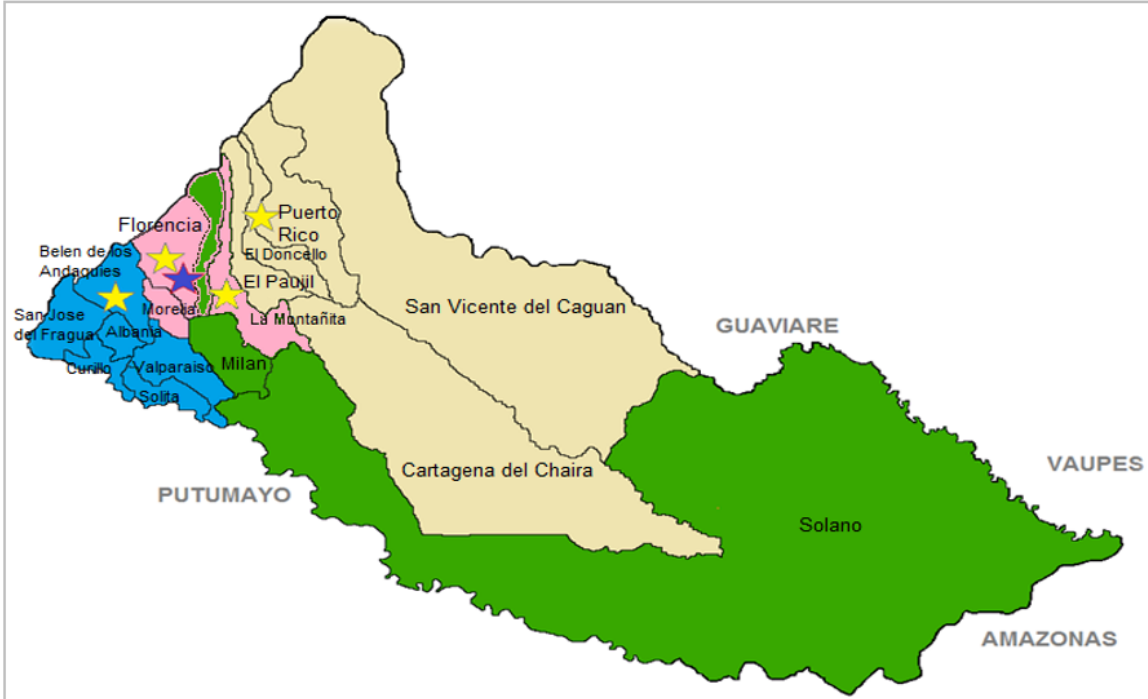 Florencia
Puerto
Rico
Belen de los
Andaquies
El Doncello
El Paujil
San Jose
del Fragua
Morelia
Albania
La Montañita
San Vicente del Caguan
GUAVIARE
Curillo
Valparaiso
Milan
Solita
Cartagena del Chaira
VAUPES
PUTUMAYO
Solano
AMAZONAS